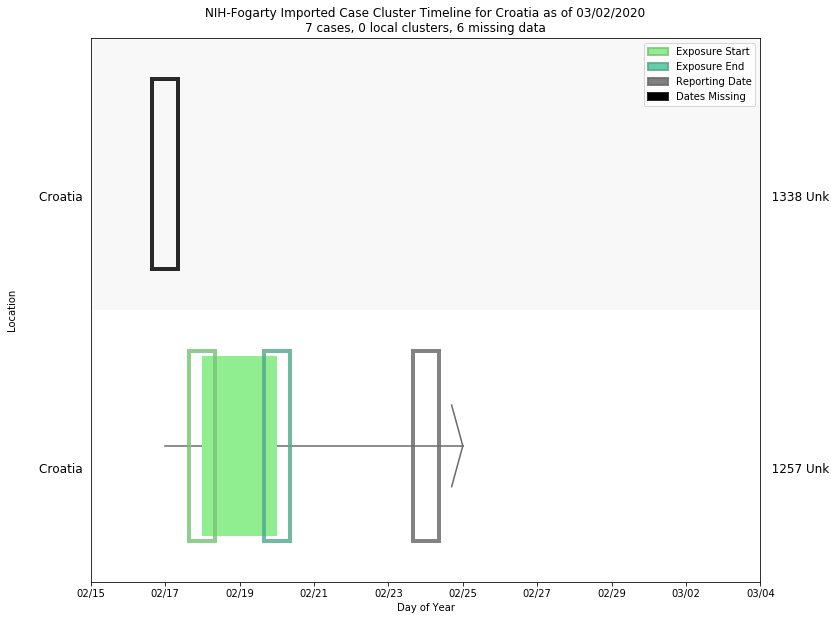 NIH-Fogarty Imported Case Cluster Timeline for Croatia as of 03/02/2020
7 cases, 0 local clusters, 6 missing data
Exposure Start
Exposure End
Reporting Date
Dates Missing
Croatia
1338 Unk
Location
Croatia
1257 Unk
02/15 02/17 02/19 02/21 02/23 02/25 02/27 02/29 03/02 03/04
Day of Year